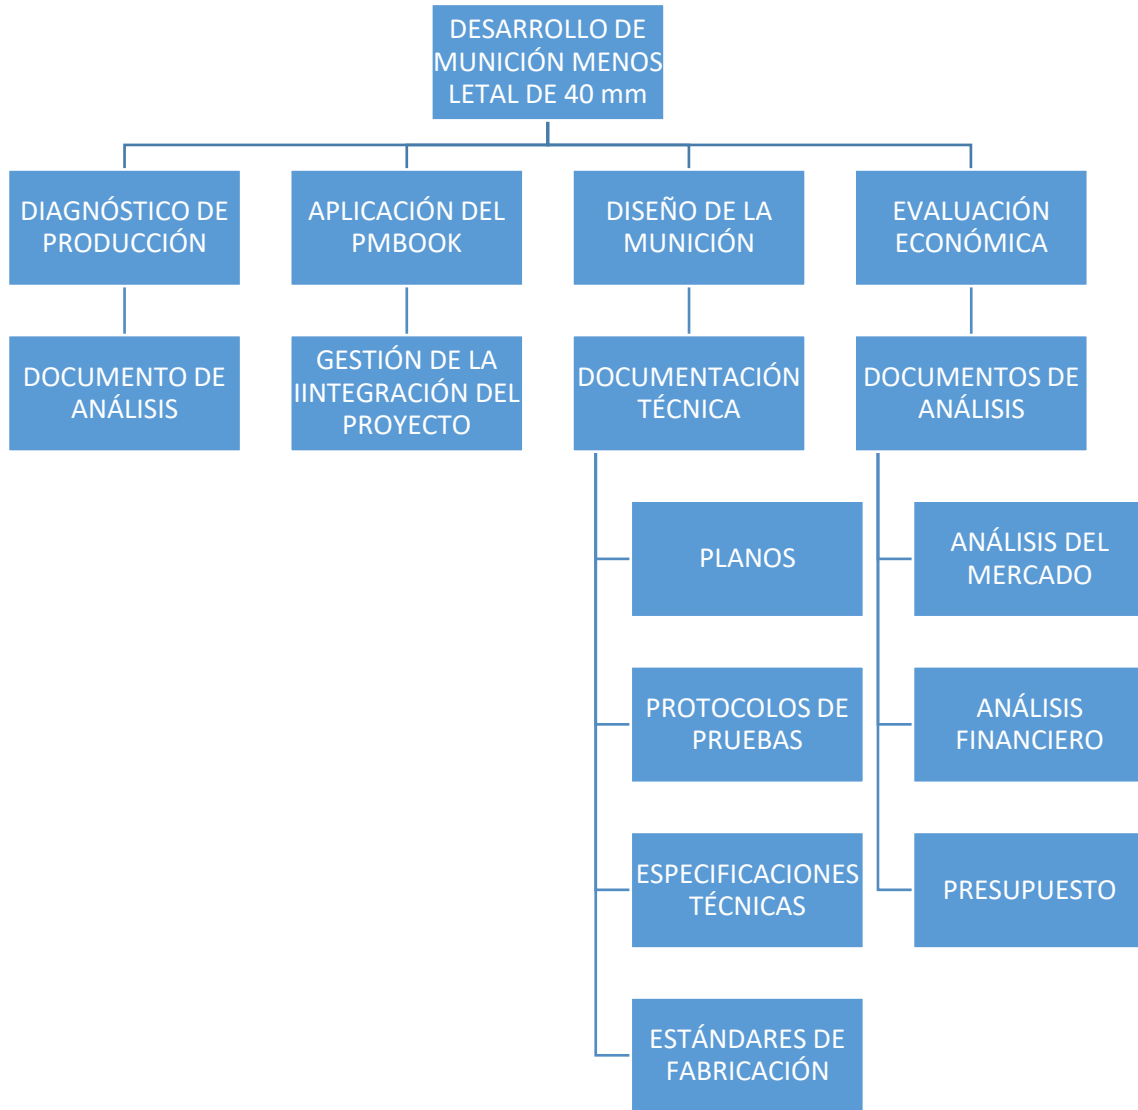 DESARROLLO DE
MUNICIÓN MENOS
LETAL DE 40 mm
DIAGNÓSTICO DE
PRODUCCIÓN
APLICACIÓN DEL
PMBOOK
DISEÑO DE LA
MUNICIÓN
EVALUACIÓN
ECONÓMICA
DOCUMENTO DE
ANÁLISIS
GESTIÓN DE LA
IINTEGRACIÓN DEL
PROYECTO
DOCUMENTACIÓN
TÉCNICA
DOCUMENTOS DE
ANÁLISIS
PLANOS
ANÁLISIS DEL
MERCADO
PROTOCOLOS DE
PRUEBAS
ANÁLISIS
FINANCIERO
ESPECIFICACIONES
TÉCNICAS
PRESUPUESTO
ESTÁNDARES DE
FABRICACIÓN